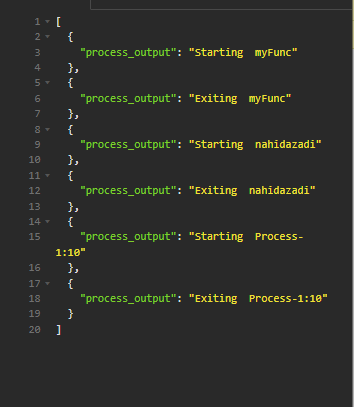 1 [
2 {
3 "process_output": "Starting  myFunc"
4 },
5 {
6 "process_output": "Exiting  myFunc"
7 },
8 {
9 "process_output": "Starting  nahidazadi"
10 },
11 {
12 "process_output": "Exiting  nahidazadi"
13 },
14 {
15 "process_output": "Starting  Process-
1:10"
16 },
17 {
18 "process_output": "Exiting  Process-1:10"
19 }
20 ]